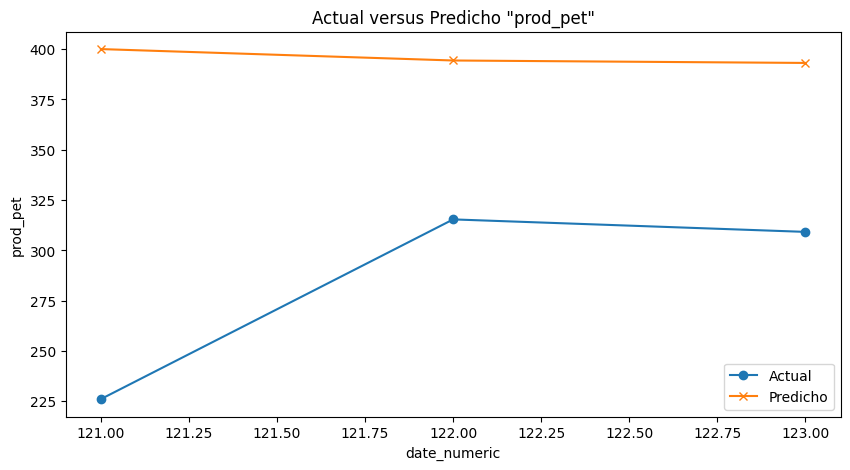 Actual versus Predicho "prod_pet"
prod_pet
400
375
350
325
300
275
250
225
Actual
Predicho
121.00 121.25 121.50 121.75 122.00 122.25 122.50 122.75 123.00
date_numeric